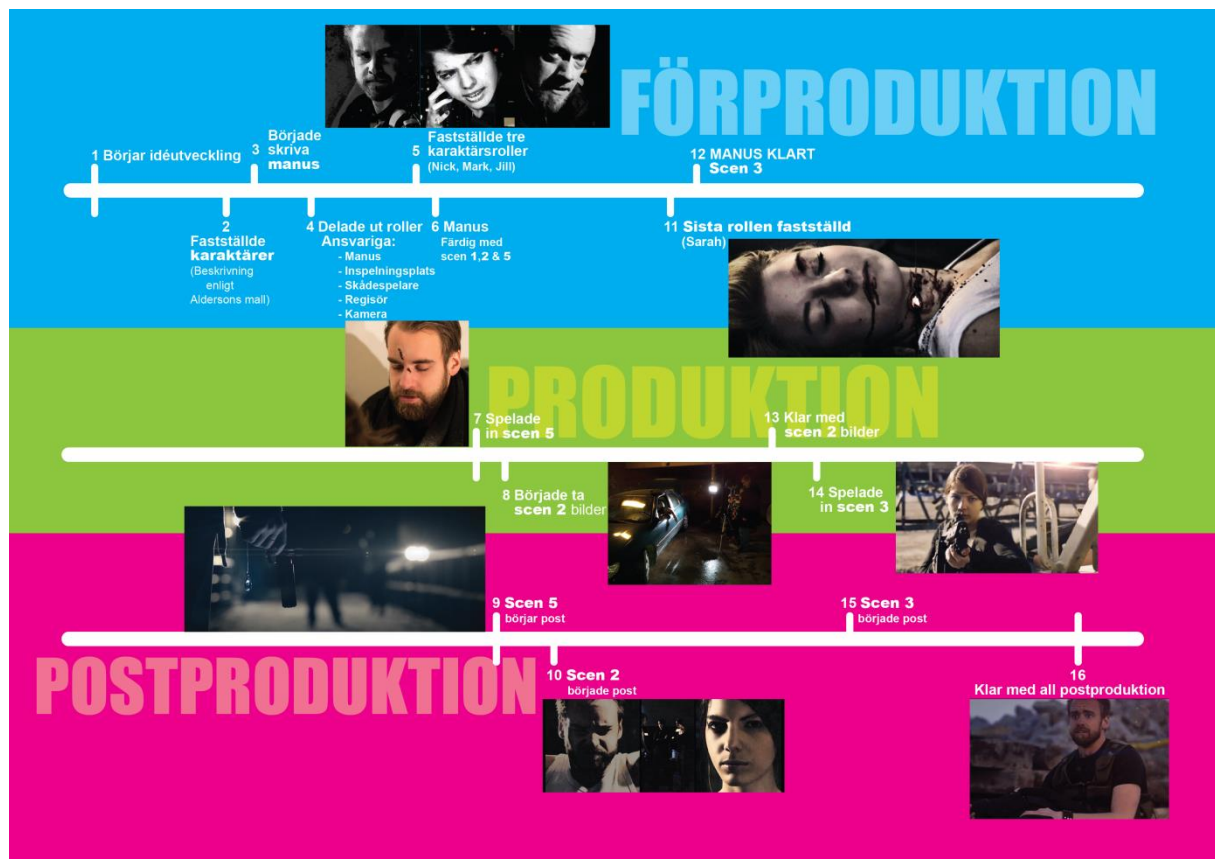 FÖRPRODUKTION
1 Börjar idéutveckling
2
Fastställde
karaktärer
(Beskrivning
enligt
Aldersons mall)
3 Började
skriva
manus
4 Delade ut roller
Ansvariga:
- Manus
- Inspelningsplats
- Skådespelare
- Regisör
- Kamera
5 Fastställde tre
karaktärsroller
(Nick, Mark, Jill)
6 Manus
Färdig med
scen 1,2 & 5
11 Sista rollen fastställd
(Sarah)
12 MANUS KLART
Scen 3
PRODUKTION
7 Spelade
in scen 5
8 Började ta
scen 2 bilder
13 Klar med
scen 2 bilder
14 Spelade
in scen 3
POSTPRODUKTION
9 Scen 5
börjar post
10 Scen 2
började post
15 Scen 3
började post
16
Klar med all postproduktion